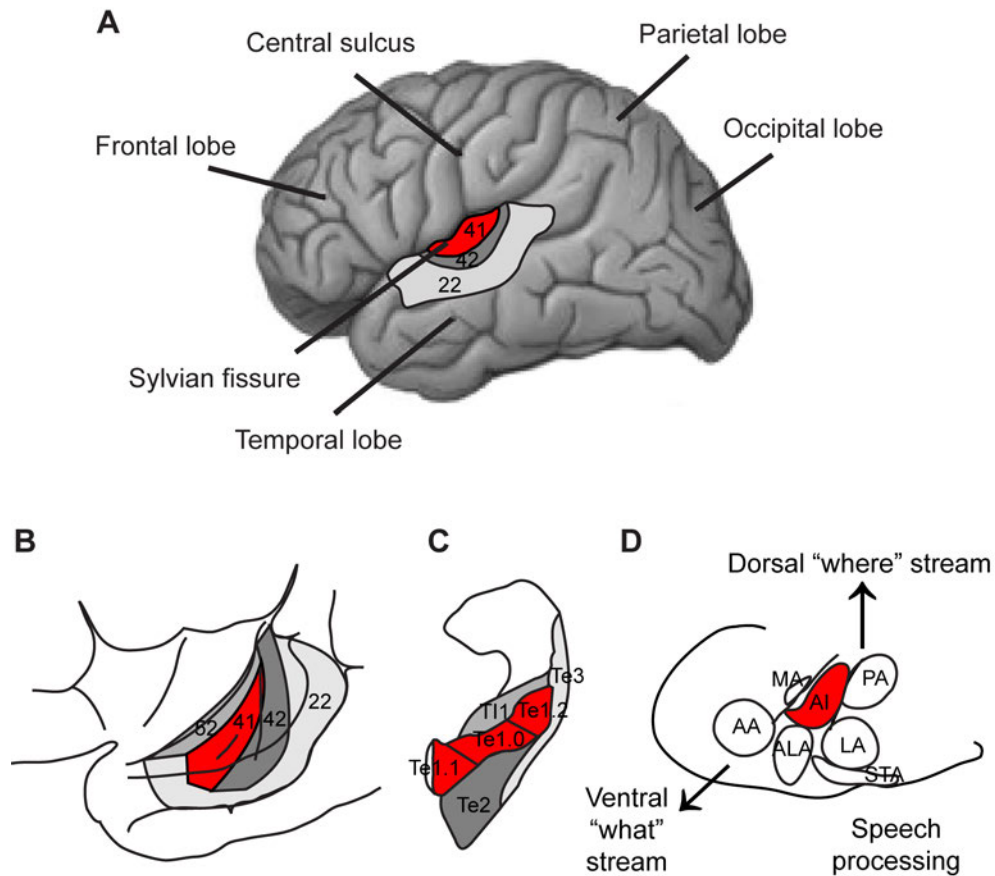 A
Central sulcus
Parietal lobe
Frontal lobe
Occipital lobe
41
42
22
Sylvian fissure
Temporal lobe
B
52
41
42
22
C
Te3
TI1
Te1.2
Te1.0
Te1.1
Te2
D
Dorsal “where” stream
MA
AI
PA
AA
ALA
LA
STA
Ventral
“what”
stream
Speech
processing